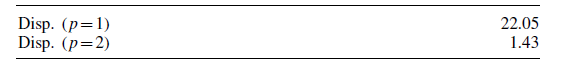 Disp. (p=1) 22.05
Disp. (p=2) 1.43